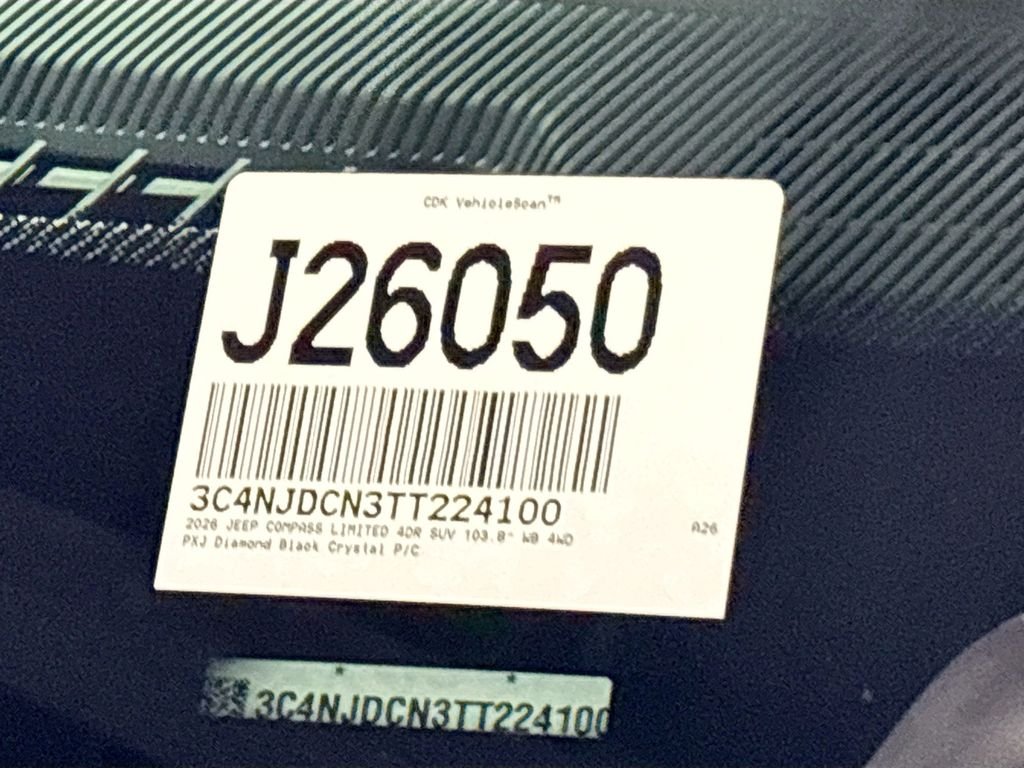 CDK VehicleScan™
J26050
3C4NJDCN3TT224100
2026 JEEP COMPASS LIMITED 4DR SUV 103.8" WB 4WD
A26
PXJ Diamond Black Crystal P/C
3C4NJDCN3TT224100